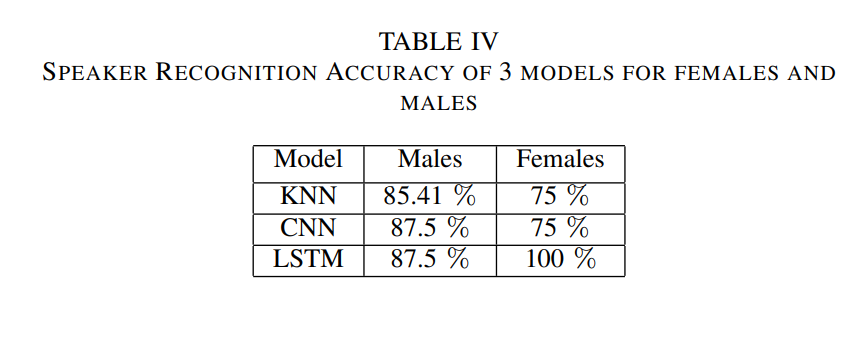 TABLE IV
SPEAKER RECOGNITION ACCURACY OF 3 MODELS FOR FEMALES AND
MALES
Model Males Females
KNN 85.41 % 75 %
CNN 87.5 % 75 %
LSTM 87.5 % 100 %